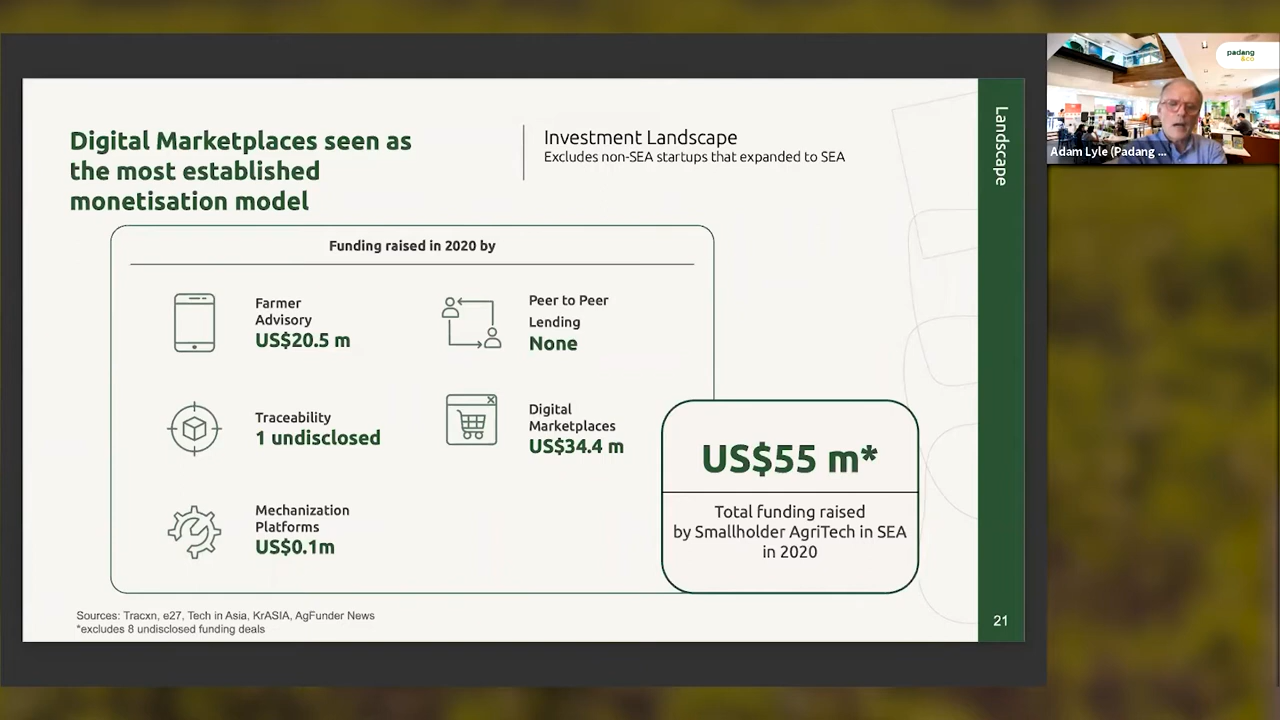 Digital Marketplaces seen as
the most established
monetisation model
Investment Landscape
Excludes non-SEA startups that expanded to SEA
Funding raised in 2020 by
Farmer
Advisory
US$20.5 m
Peer to Peer
Lending
None
Traceability
1 undisclosed
Digital
Marketplaces
US$34.4 m
Mechanization
Platforms
US$0.1m
US$55 m*
Total funding raised
by Smallholder AgriTech in SEA
in 2020
Sources: Tracxn, e27, Tech in Asia, KrASIA, AgFunder News
*excludes 8 undisclosed funding deals
Landscape
21
padang
&co
Adam Lyle (Padang ...